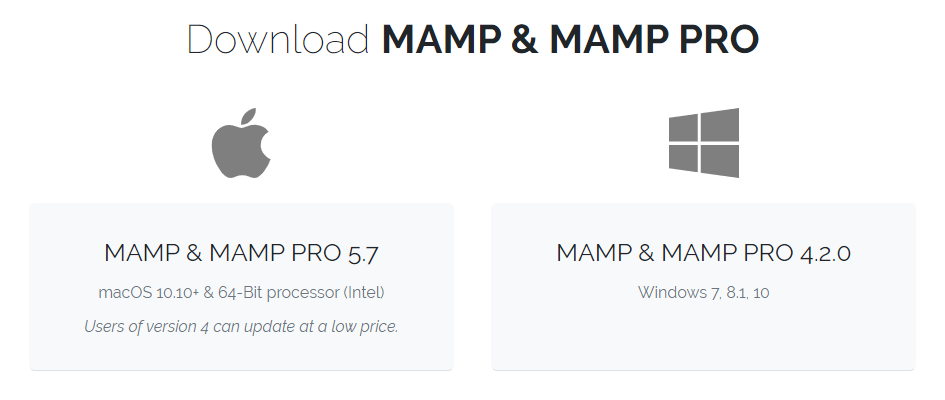 Download MAMP & MAMP PRO
MAMP & MAMP PRO 5.7
macOS 10.10+ & 64-Bit processor (Intel)
Users of version 4 can update at a low price.
MAMP & MAMP PRO 4.2.0
Windows 7, 8.1, 10